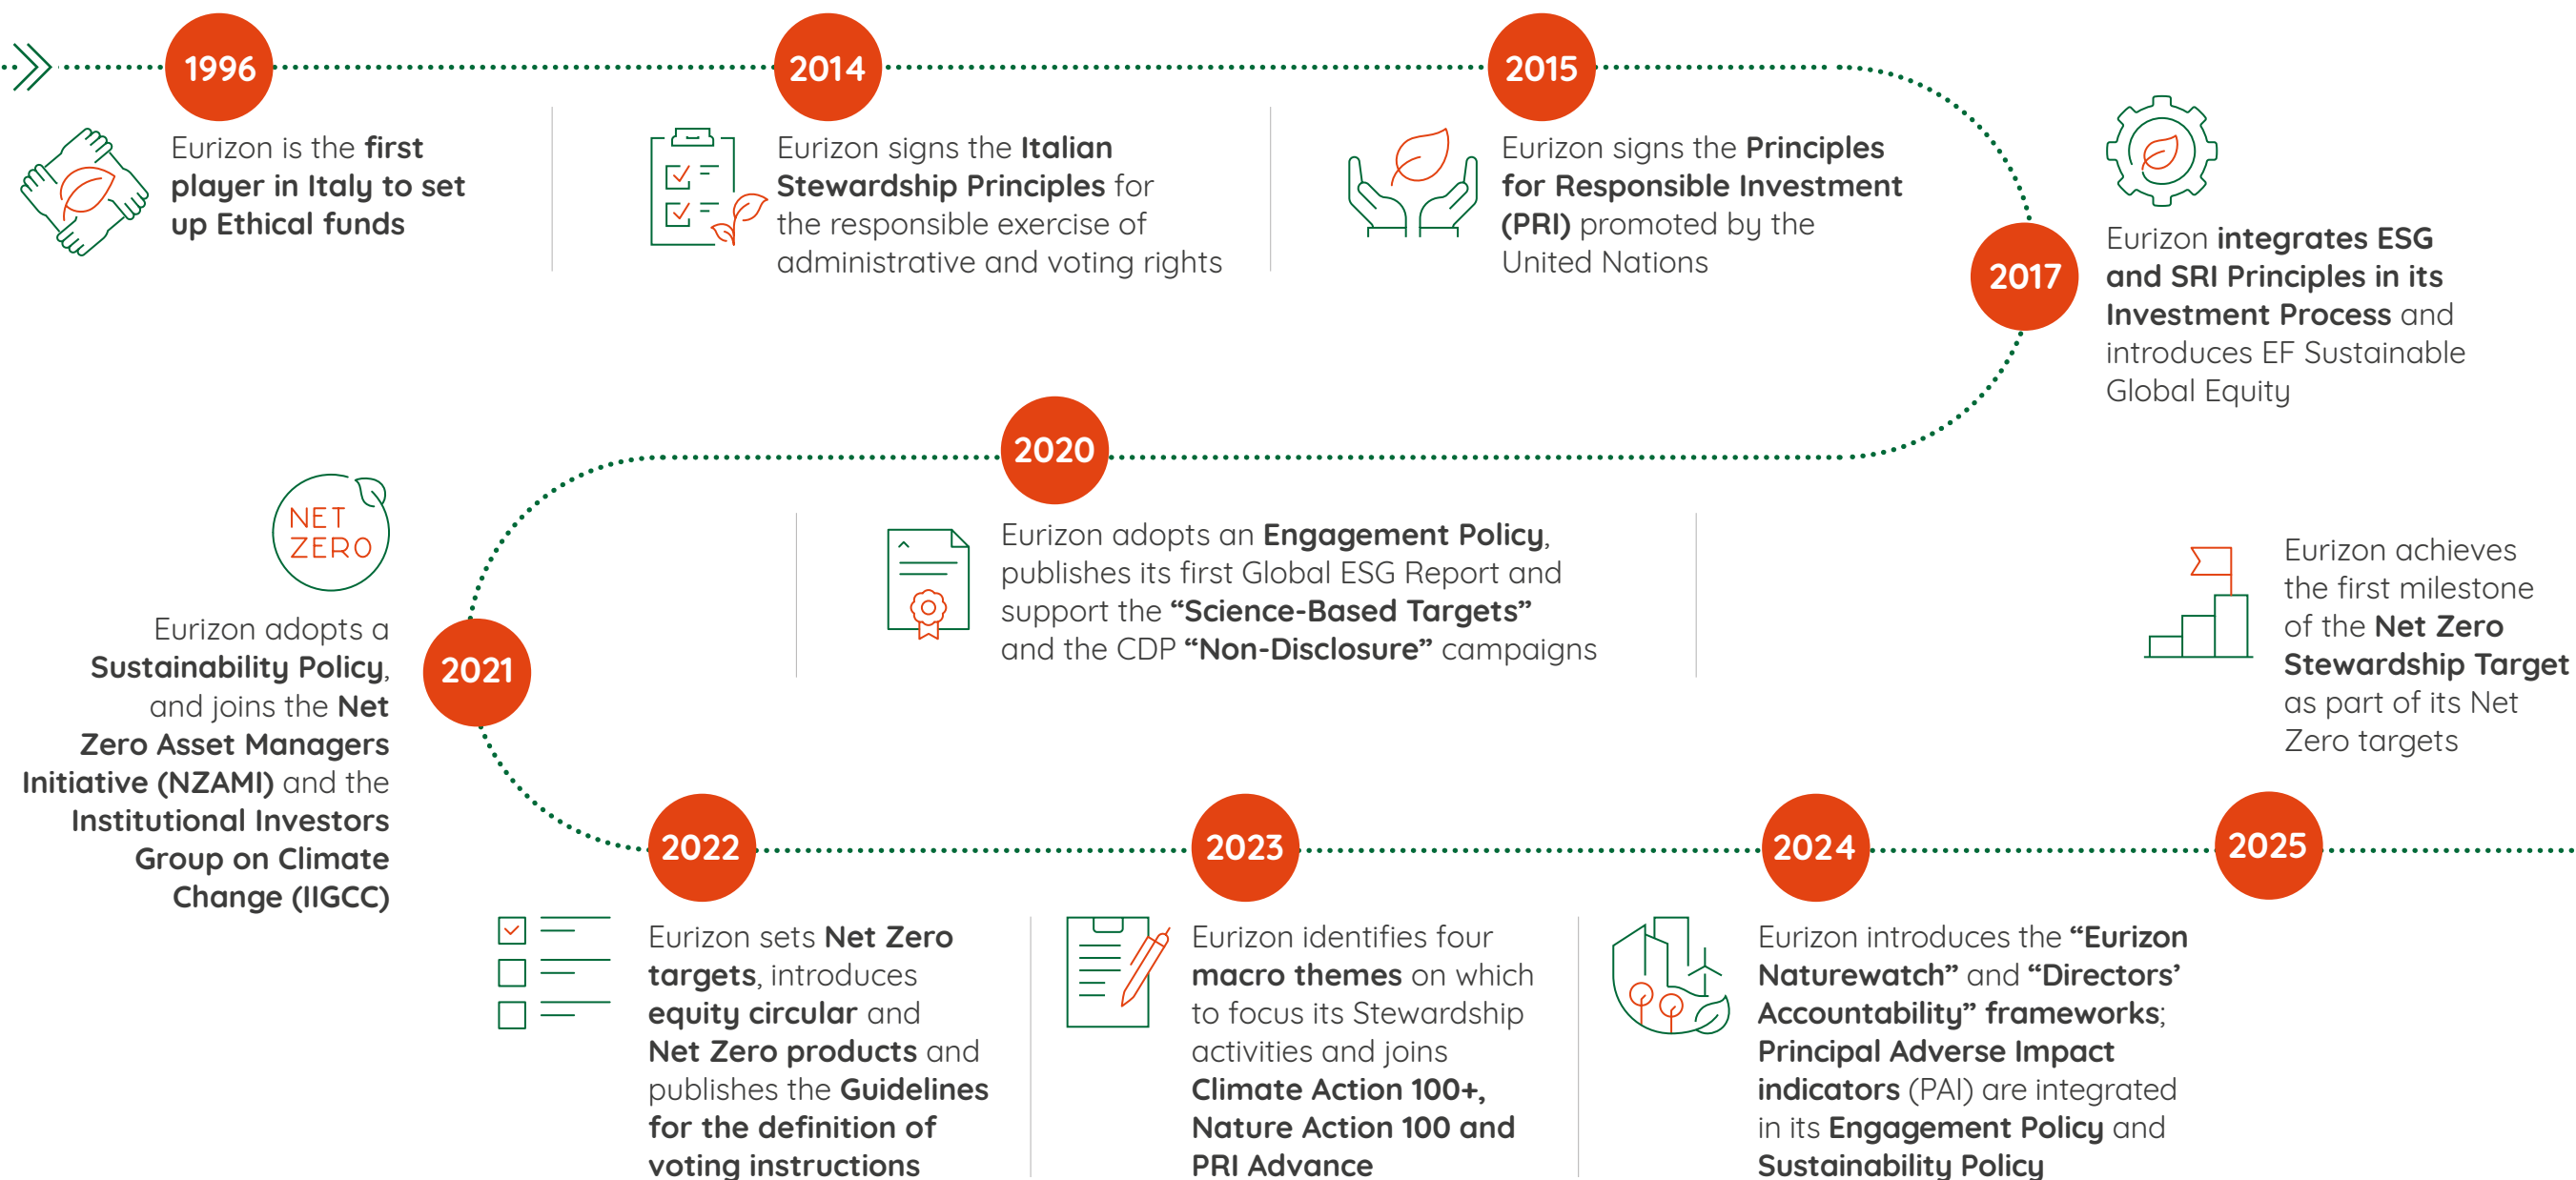 1996
Eurizon is the first
player in Italy to set
up Ethical funds
2014
Eurizon signs the Italian
Stewardship Principles for
the responsible exercise of
administrative and voting rights
2015
Eurizon signs the Principles
for Responsible Investment
(PRI) promoted by the
United Nations
2017
Eurizon integrates ESG
and SRI Principles in its
Investment Process and
introduces EF Sustainable
Global Equity
2020
Eurizon adopts an Engagement Policy,
publishes its first Global ESG Report and
support the “Science-Based Targets”
and the CDP “Non-Disclosure” campaigns
NET
ZERO
2021
Eurizon adopts a
Sustainability Policy,
and joins the Net
Zero Asset Managers
Initiative (NZAMI) and the
Institutional Investors
Group on Climate
Change (IIGCC)
2022
Eurizon sets Net Zero
targets, introduces
equity circular and
Net Zero products and
publishes the Guidelines
for the definition of
voting instructions
2023
Eurizon identifies four
macro themes on which
to focus its Stewardship
activities and joins
Climate Action 100+,
Nature Action 100 and
PRI Advance
2024
Eurizon introduces the “Eurizon
Naturewatch” and “Directors’
Accountability” frameworks;
Principal Adverse Impact
indicators (PAI) are integrated
in its Engagement Policy and
Sustainability Policy
2025
Eurizon achieves
the first milestone
of the Net Zero
Stewardship Target
as part of its Net
Zero targets